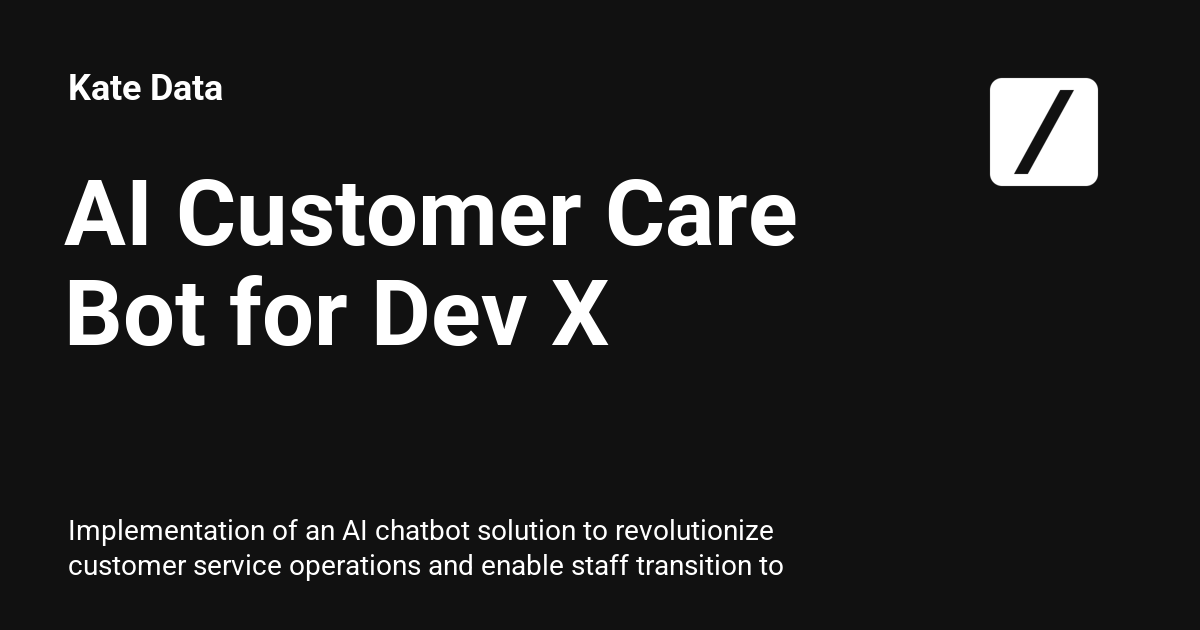 Kate Data
AI Customer Care
Bot for Dev X
Implementation of an AI chatbot solution to revolutionize
customer service operations and enable staff transition to